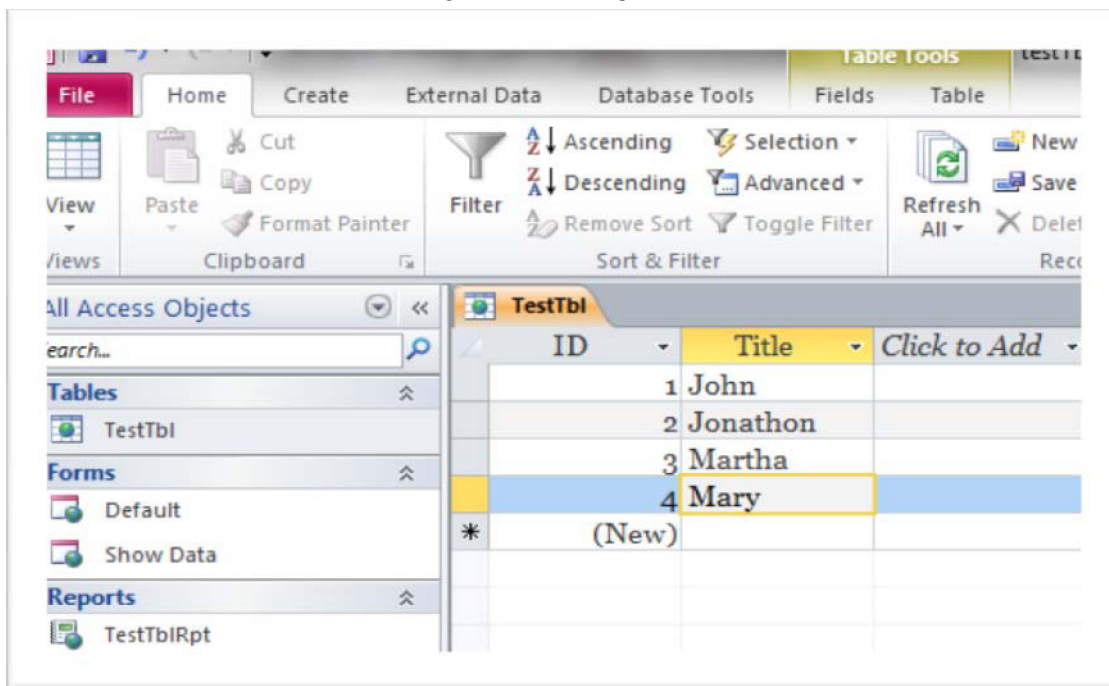 Table Tools
File Home Create External Data Database Tools Fields Table
Cut
Copy
Format Painter
View
Paste
Filter
Ascending
Descending
Remove Sort
Selection
Advanced
Toggle Filter
Refresh
All
New
Save
Clipboard
Sort & Filter
All Access Objects
Tables
TestTbl
Forms
Default
Show Data
Reports
TestTblRpt
TestTbl
ID Title Click to Add
1 John
2 Jonathon
3 Martha
4 Mary
(New)